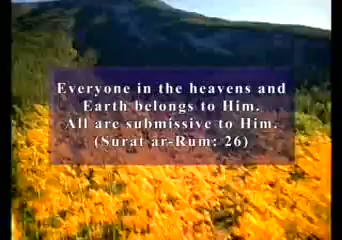 Everyone in the heavens and
Earth belongs to Him.
All are submissive to Him.
(Surat ar-Rum: 26)